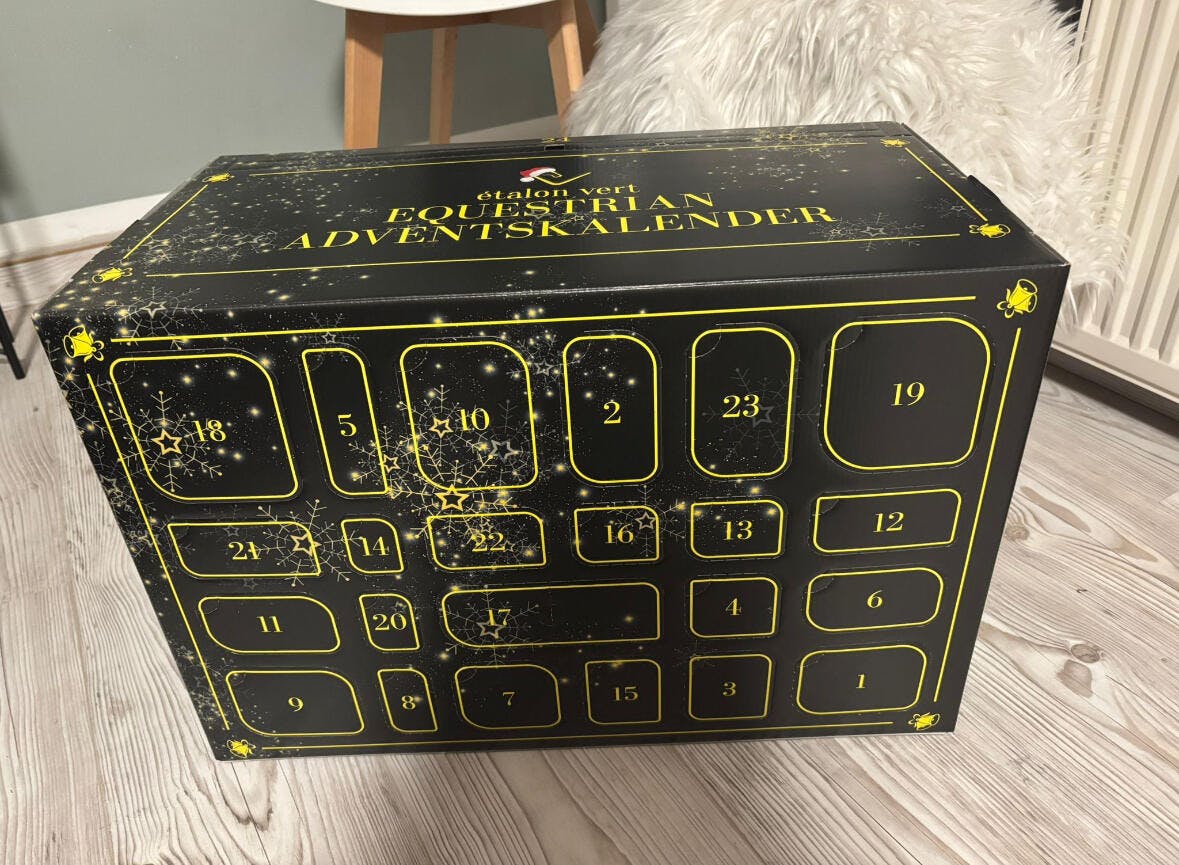 24
étalon vert
EQUESTRIAN
ADVENTSKALENDER
18 5 10 2 23 19
21 14 22 16 13 12
11 20 17 4 6
9 8 7 15 3 1